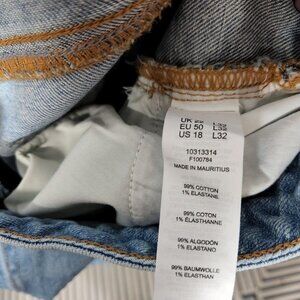 UK
EU 50 L32
US 18 L32
10313314
F100784
MADE IN MAURITIUS
99% COTTON
1% ELASTANE
99% COTON
1% ELASTHANNE
99% ALGODÓN
1% ELASTANO
99% BAUMWOLLE
1% ELASTHAN